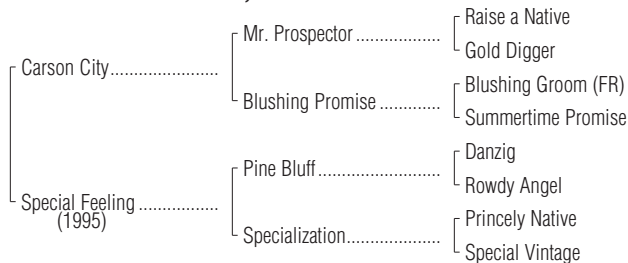 Raise a Native
Mr. Prospector ..................
Gold Digger
Carson City.......................
Blushing Groom (FR)
Blushing Promise .............
Summertime Promise
Danzig
Pine Bluff..........................
Rowdy Angel
Special Feeling .................
(1995)
Princely Native
Specialization....................
Special Vintage